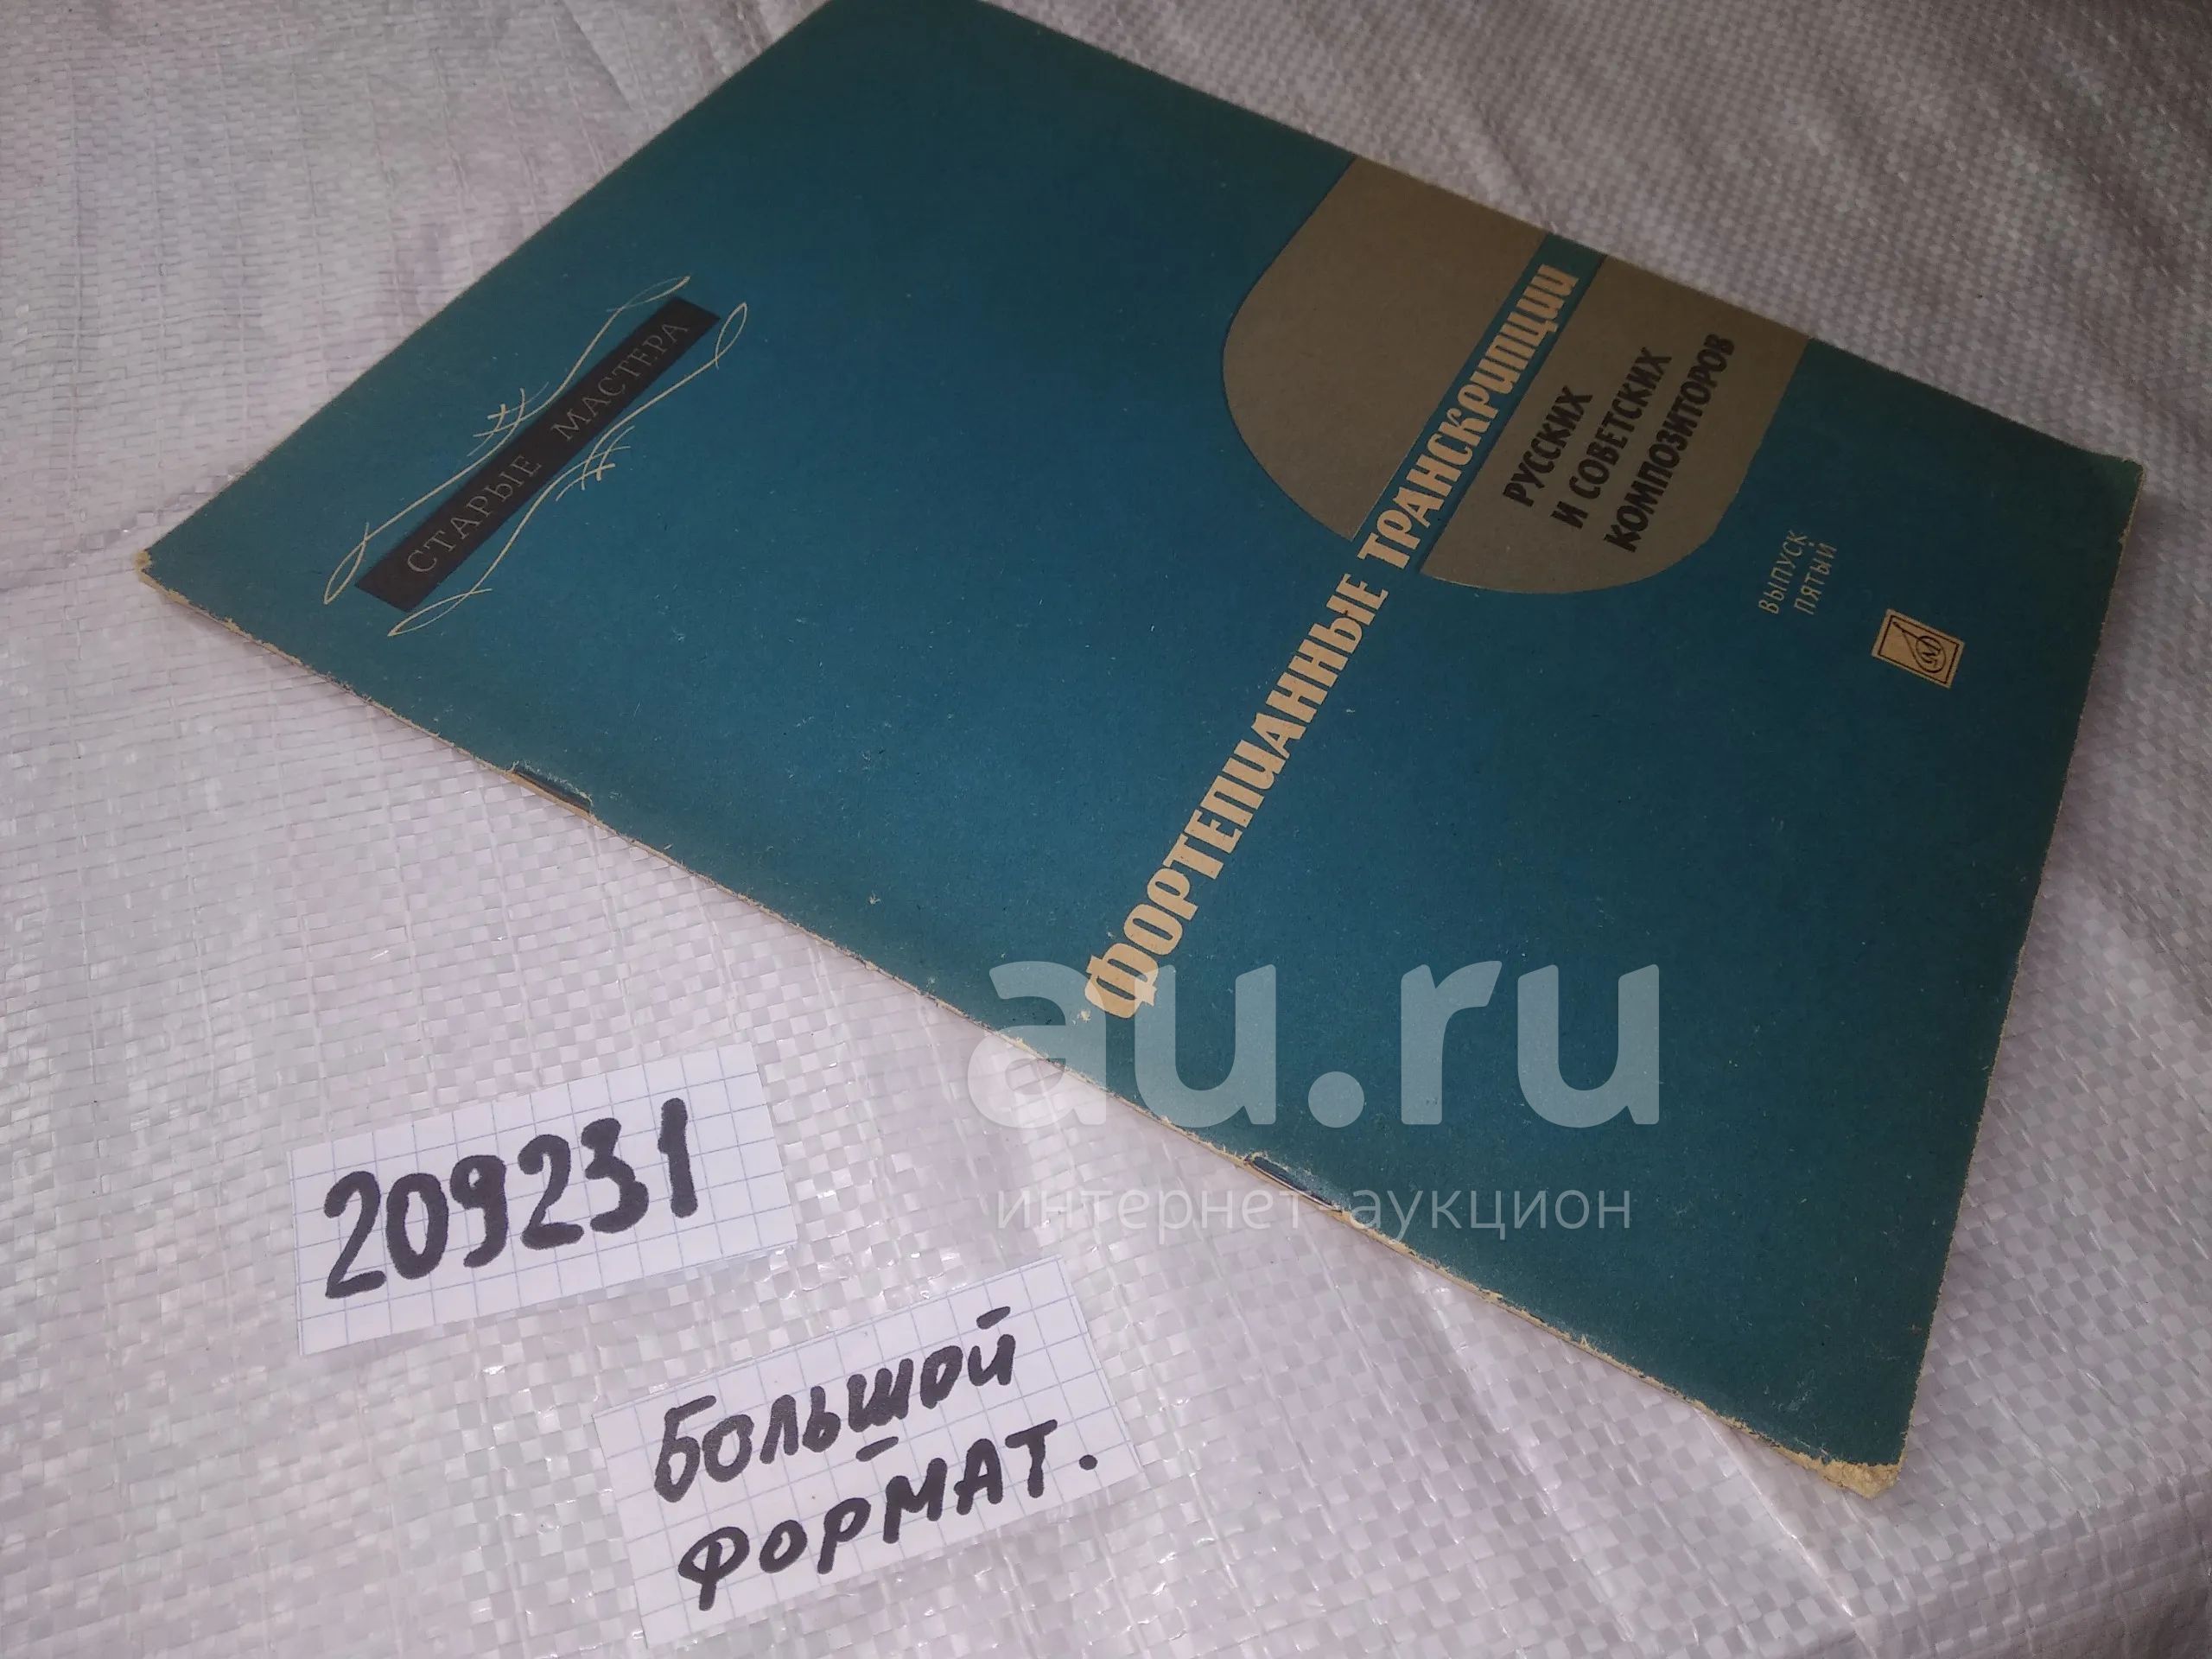 СТАРЫЕ МАСТЕРА
ФОРТЕПИАННЫЕ ТРАНСКРИПЦИИ
РУССКИХ
И СОВЕТСКИХ
КОМПОЗИТОРОВ
ВЫПУСК
ПЯТЫЙ
М
au.ru
интернет-аукцион
209231
Большой
ФОРМАТ.